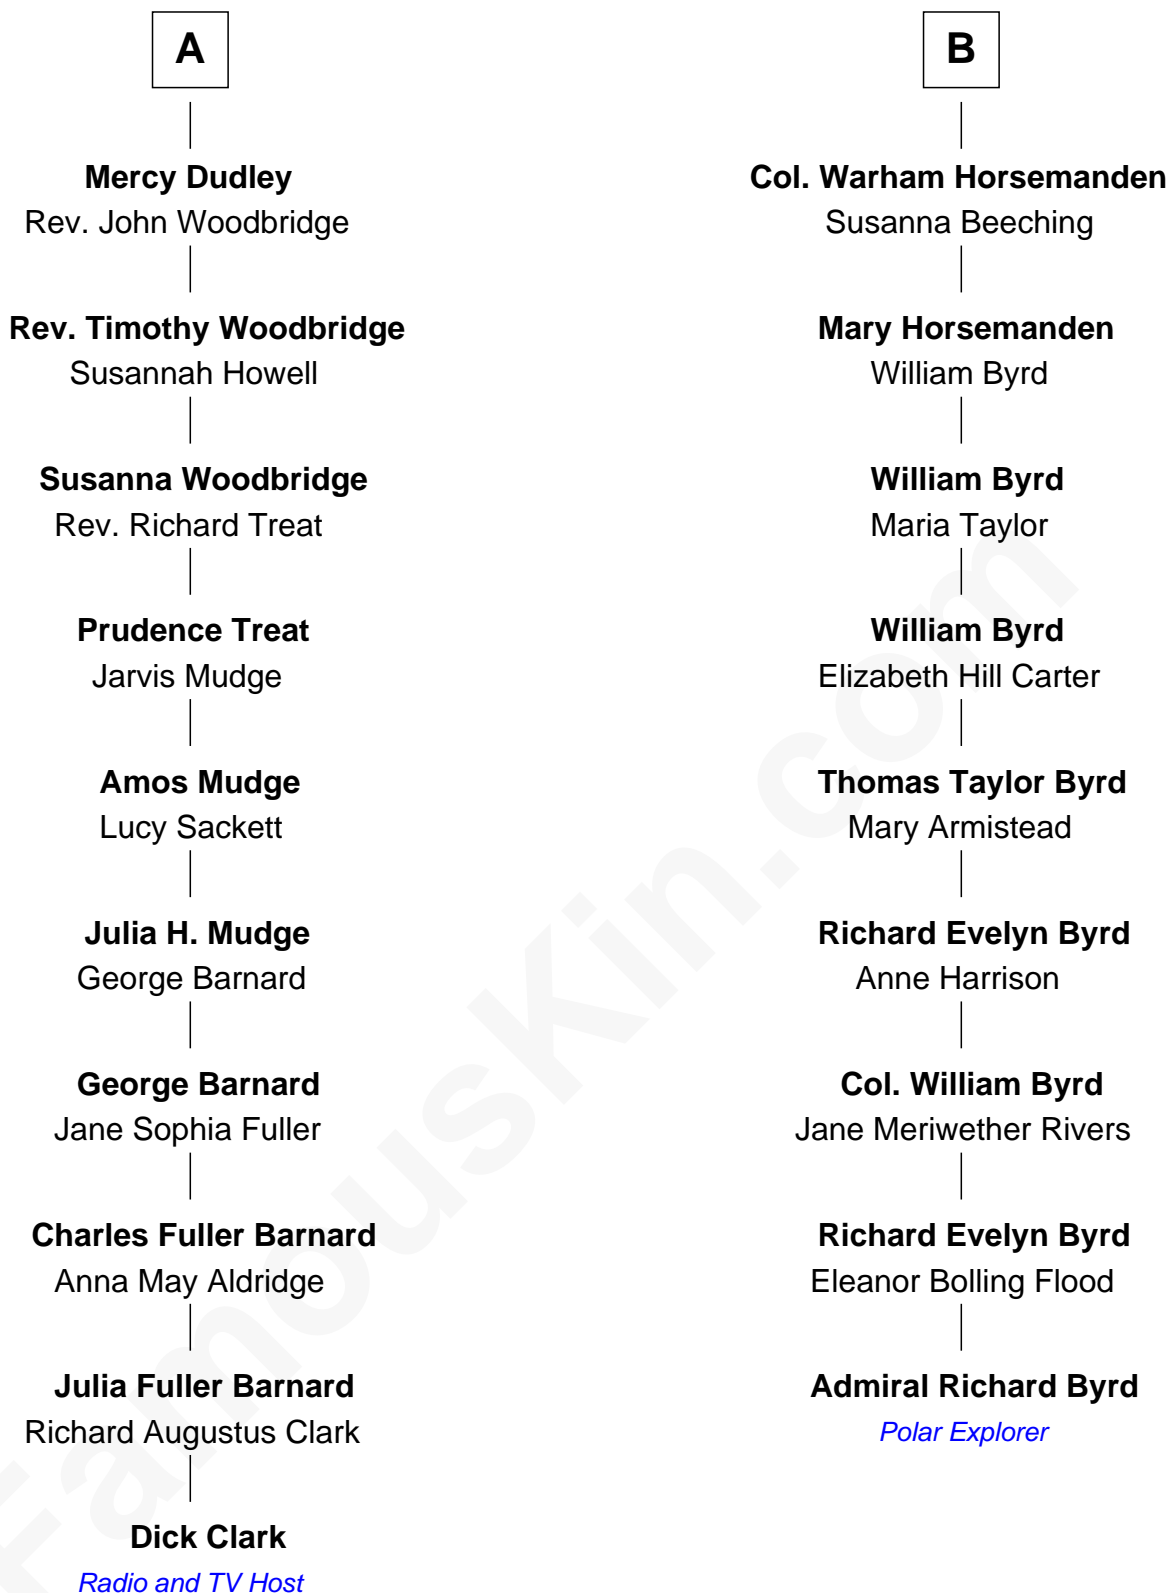 A
Mercy Dudley
Rev. John Woodbridge
Rev. Timothy Woodbridge
Susannah Howell
Susanna Woodbridge
Rev. Richard Treat
Prudence Treat
Jarvis Mudge
Amos Mudge
Lucy Sackett
Julia H. Mudge
George Barnard
George Barnard
Jane Sophia Fuller
Charles Fuller Barnard
Anna May Aldridge
Julia Fuller Barnard
Richard Augustus Clark
Dick Clark
Radio and TV Host
B
Col. Warham Horsemanden
Susanna Beeching
Mary Horsemanden
William Byrd
William Byrd
Maria Taylor
William Byrd
Elizabeth Hill Carter
Thomas Taylor Byrd
Mary Armistead
Richard Evelyn Byrd
Anne Harrison
Col. William Byrd
Jane Meriwether Rivers
Richard Evelyn Byrd
Eleanor Bolling Flood
Admiral Richard Byrd
Polar Explorer
FamousKin.com